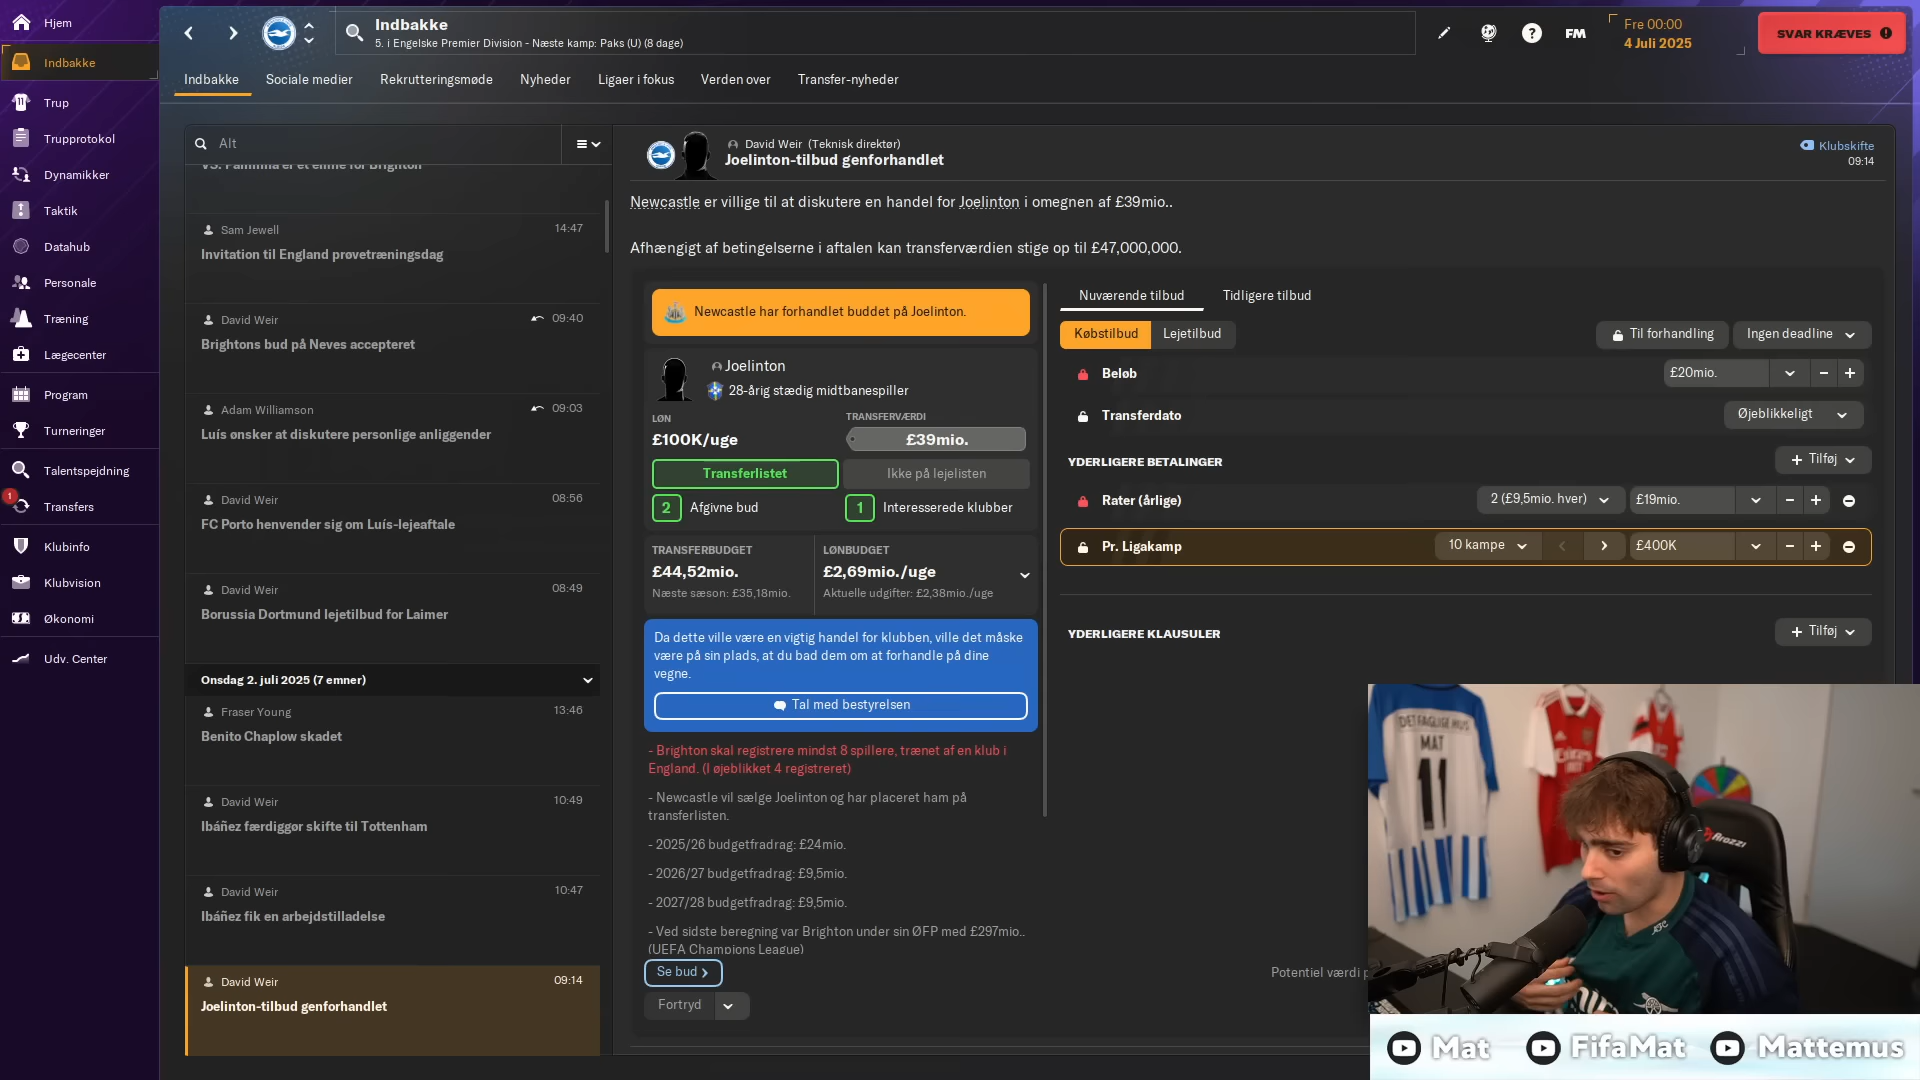 Hjem
Indbakke
Trup
Trupprotokol
Dynamikker
Taktik
Datahub
Personale
Træning
Lægecenter
Program
Turneringer
Talentspejdning
1
Transfers
Klubinfo
Klubvision
Økonomi
Udv. Center
Indbakke
5. i Engelske Premier Division - Næste kamp: Paks (U) (8 dage)
FM
Fre 00:00
4 Juli 2025
SVAR KRÆVES
Indbakke
Sociale medier
Rekrutteringsmøde
Nyheder
Ligaer i fokus
Verden over
Transfer-nyheder
Alt
Sam Jewell
14:47
Invitation til England prøvetræningsdag
David Weir
09:40
Brightons bud på Neves accepteret
Adam Williamson
09:03
Luís ønsker at diskutere personlige anliggender
David Weir
08:56
FC Porto henvender sig om Luís-lejeaftale
David Weir
08:49
Borussia Dortmund lejetilbud for Laimer
Onsdag 2. juli 2025 (7 emner)
Fraser Young
13:46
Benito Chaplow skadet
David Weir
10:49
Ibáñez færdiggør skifte til Tottenham
David Weir
10:47
Ibáñez fik en arbejdstilladelse
David Weir
09:14
Joelinton-tilbud genforhandlet
David Weir (Teknisk direktør)
Joelinton-tilbud genforhandlet
Klubskifte
09:14
Newcastle er villige til at diskutere en handel for Joelinton i omegnen af £39mio..
Afhængigt af betingelserne i aftalen kan transferværdien stige op til £47,000,000.
Newcastle har forhandlet buddet på Joelinton.
Joelinton
28-årig stædig midtbanespiller
LØN
TRANSFERVÆRDI
£100K/uge
£39mio.
Transferlistet
Ikke på lejelisten
2
Afgivne bud
1
Interesserede klubber
TRANSFERBUDGET
£44,52mio.
Næste sæson: £35,18mio.
LØNBUDGET
£2,69mio./uge
Aktuelle udgifter: £2,38mio./uge
Da dette ville være en vigtig handel for klubben, ville det måske
være på sin plads, at du bad dem om at forhandle på dine
vegne.
Tal med bestyrelsen
- Brighton skal registrere mindst 8 spillere, trænet af en klub i
England. (I øjeblikket 4 registreret)
- Newcastle vil sælge Joelinton og har placeret ham på
transferlisten.
- 2025/26 budgetfradrag: £24mio.
- 2026/27 budgetfradrag: £9,5mio.
- 2027/28 budgetfradrag: £9,5mio.
- Ved sidste beregning var Brighton under sin ØFP med £297mio..
(UEFA Champions League)
Se bud
Fortryd
Nuværende tilbud
Tidligere tilbud
Købstilbud
Lejetilbud
Til forhandling
Ingen deadline
Beløb
£20mio.
Transferdato
Øjeblikkeligt
YDERLIGERE BETALINGER
Tilføj
Rater (årlige)
2 (£9,5mio. hver)
£19mio.
Pr. Ligakamp
10 kampe
£400K
YDERLIGERE KLAUSULER
Tilføj
Potentiel værdi
DET FAGLIGE HUS
MAT
11
Arozzi
Mat
FifaMat
Mattemus